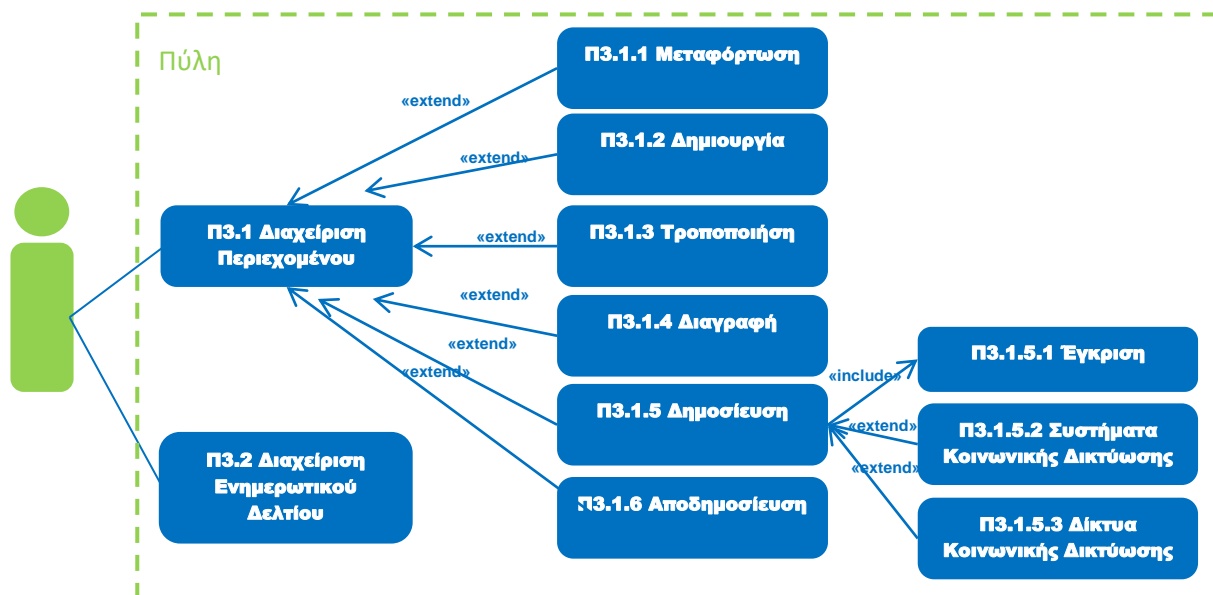 Πύλη
Π3.1.1 Μεταφόρτωση
«extend»
Π3.1.2 Δημιουργία
«extend»
Π3.1 Διαχείριση
Περιεχομένου
«extend»
Π3.1.3 Τροποποιήση
«extend»
Π3.1.4 Διαγραφή
«extend»
Π3.1.5 Δημοσίευση
«extend»
Π3.1.6 Αποδημοσίευση
Π3.2 Διαχείριση
Ενημερωτικού
Δελτίου
«include»
Π3.1.5.1 Έγκριση
«extend»
Π3.1.5.2 Συστήματα
Κοινωνικής Δικτύωσης
«extend»
Π3.1.5.3 Δίκτυα
Κοινωνικής Δικτύωσης